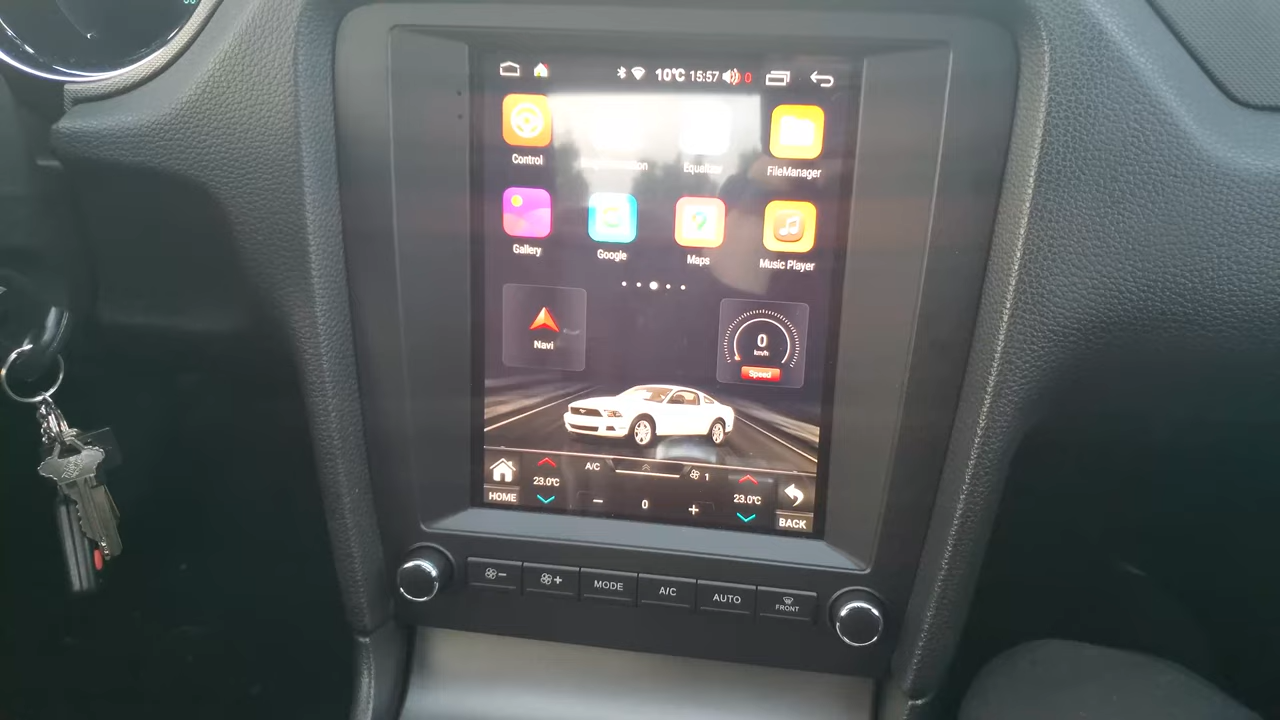 10℃ 15:57 0
Control
Equalizer
FileManager
Gallery
Google
Maps
Music Player
Navi
0
km/h
Speed
HOME
23.0℃
A/C
1
0
23.0℃
BACK
MODE
A/C
AUTO
FRONT